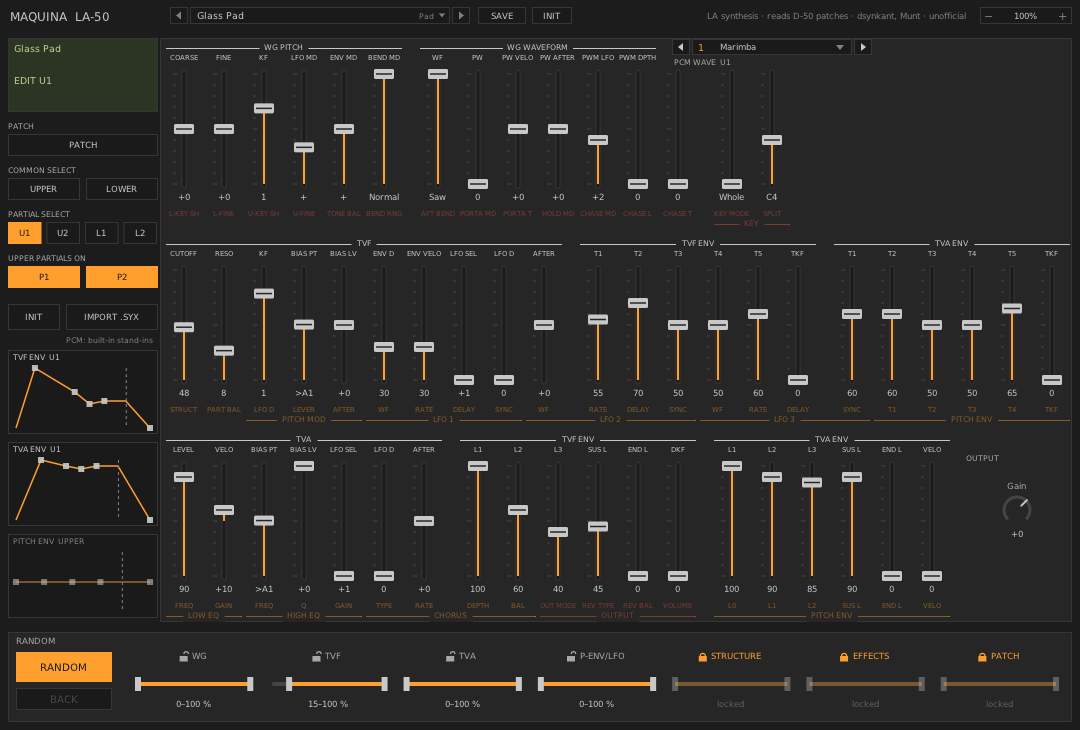 MAQUINA LA-50
Glass Pad
Pad
SAVE
INIT
LA synthesis · reads D-50 patches · dsynkant, Munt · unofficial
− 100% +
Glass Pad
EDIT U1
PATCH
PATCH
COMMON SELECT
UPPER LOWER
PARTIAL SELECT
U1 U2 L1 L2
UPPER PARTIALS ON
P1 P2
INIT IMPORT .SYX
PCM: built-in stand-ins
TVF ENV U1
TVA ENV U1
PITCH ENV UPPER
WG PITCH WG WAVEFORM 1 Marimba
COARSE FINE KF LFO MD ENV MD BEND MD WF PW PW VELO PW AFTER PWM LFO PWM DPTH PCM WAVE U1
+0 +0 1 + + Normal Saw 0 +0 +0 +2 0 0 Whole C4
L-KEY SH L-FINE U-KEY SH U-FINE TONE BAL BEND RNG AFT BEND PORTA MD PORTA T HOLD MD CHASE MD CHASE L CHASE T KEY MODE SPLIT
KEY
TVF TVF ENV TVA ENV
CUTOFF RESO KF BIAS PT BIAS LV ENV D ENV VELO LFO SEL LFO D AFTER T1 T2 T3 T4 T5 TKF T1 T2 T3 T4 T5 TKF
48 8 1 >A1 +0 30 30 +1 0 +0 55 70 50 50 60 0 60 60 50 50 65 0
STRUCT PART BAL LFO D LEVER AFTER WF RATE DELAY SYNC WF RATE DELAY SYNC WF RATE DELAY SYNC T1 T2 T3 T4 TKF
PITCH MOD LFO 1 LFO 2 LFO 3 PITCH ENV
TVA TVF ENV TVA ENV
LEVEL VELO BIAS PT BIAS LV LFO SEL LFO D AFTER L1 L2 L3 SUS L END L DKF L1 L2 L3 SUS L END L VELO
OUTPUT
Gain
+0
90 +10 >A1 +0 +1 0 +0 100 60 40 45 0 0 100 90 85 90 0 0
FREQ GAIN FREQ Q GAIN TYPE RATE DEPTH BAL OUT MODE REV TYPE REV BAL VOLUME L0 L1 L2 SUS L END L VELO
LOW EQ HIGH EQ CHORUS OUTPUT PITCH ENV
RANDOM
RANDOM
BACK
WG TVF TVA P-ENV/LFO STRUCTURE EFFECTS PATCH
0–100 % 15–100 % 0–100 % 0–100 % locked locked locked